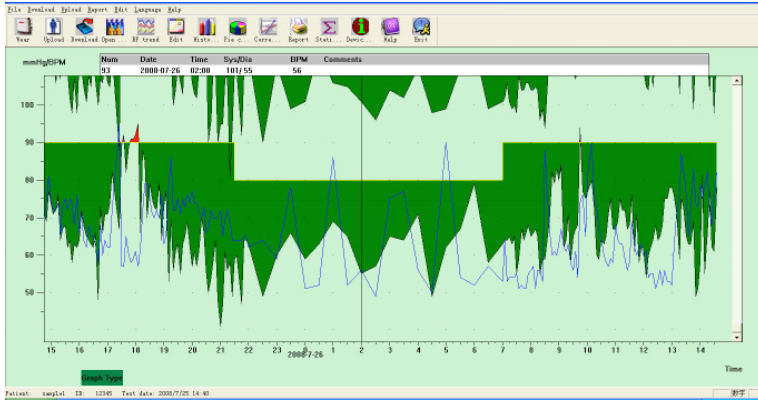 File Download Upload Report Edit Language Help
Wear Upload Download Open... BP trend Edit Histo... Pie c... Corre... Report Stati... Devic... Help Exit
mmHg/BPM
Num Date Time Sys/Dia BPM Comments
93 2008-07-26 02:00 101/55 56
100
90
80
70
60
50
15 16 17 18 19 20 21 22 23 0 1 2 3 4 5 6 7 8 9 10 11 12 13 14
2008-7-26
Time
Graph Type
Patient: sample1 ID: 12345 Test date: 2008/7/25 14:40 数字